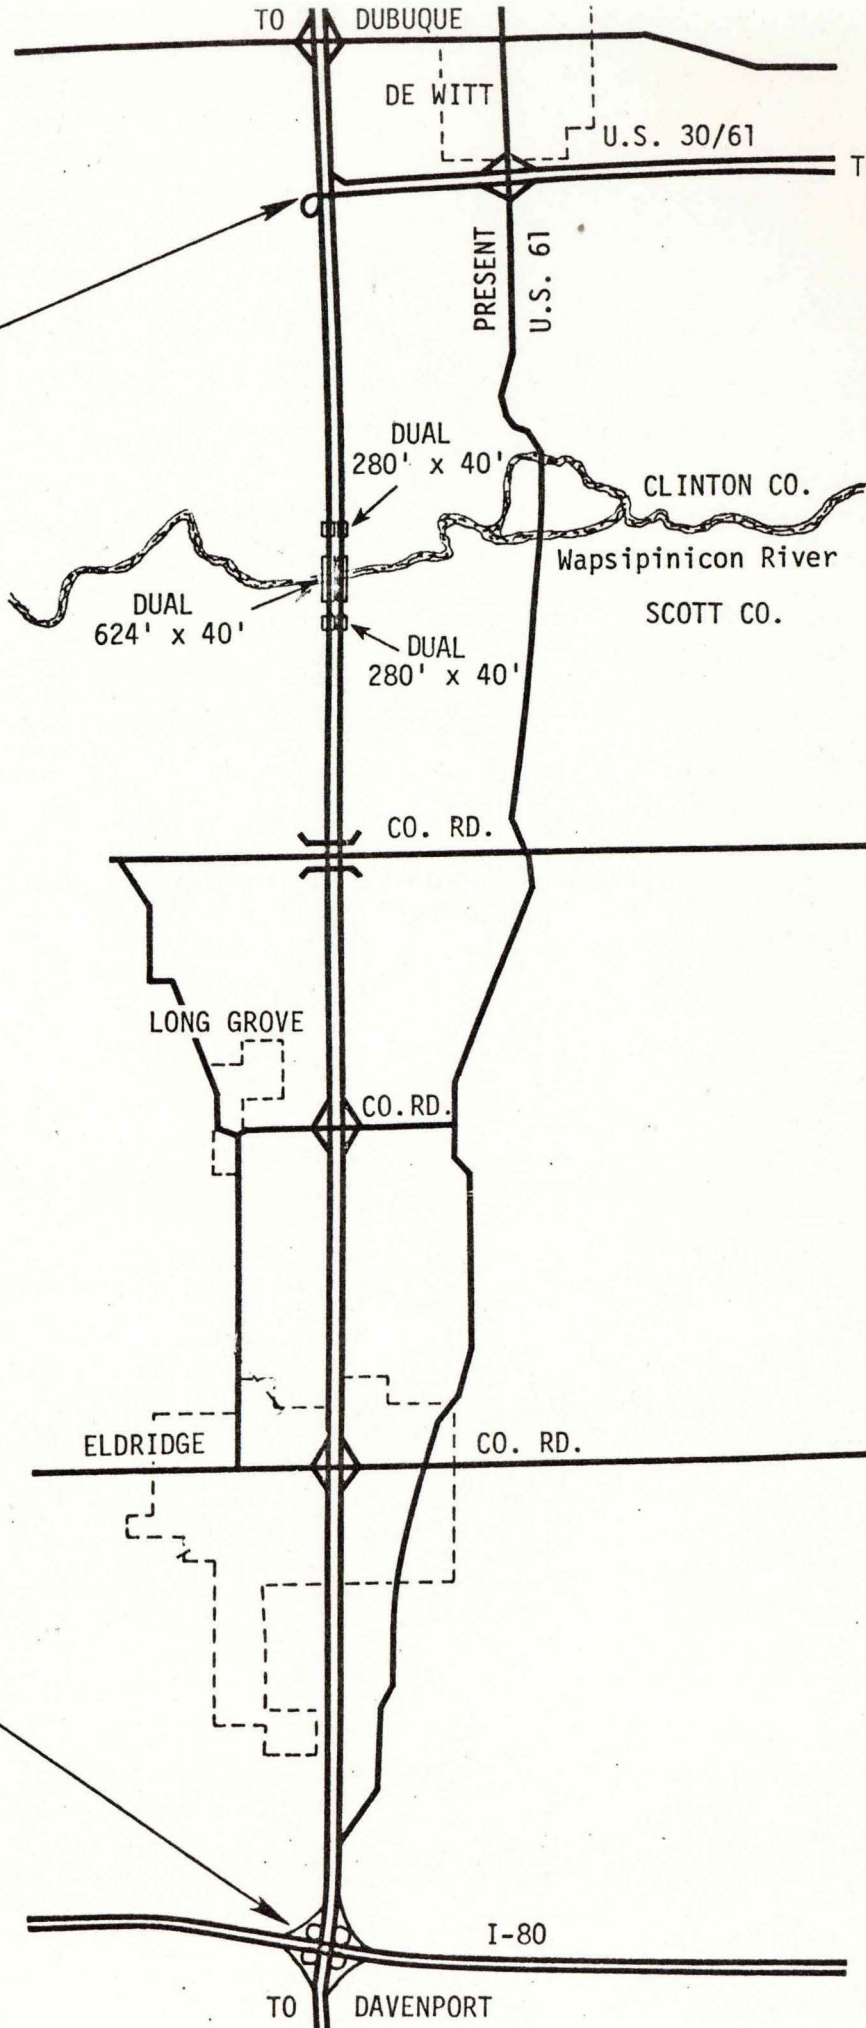 TO DUBUQUE
DE WITT
U.S. 30/61
T
PRESENT
U.S. 61
DUAL
280' x 40'
CLINTON CO.
Wapsipinicon River
DUAL
624' x 40'
SCOTT CO.
DUAL
280' x 40'
CO. RD.
LONG GROVE
CO.RD.
ELDRIDGE
CO. RD.
I-80
TO DAVENPORT